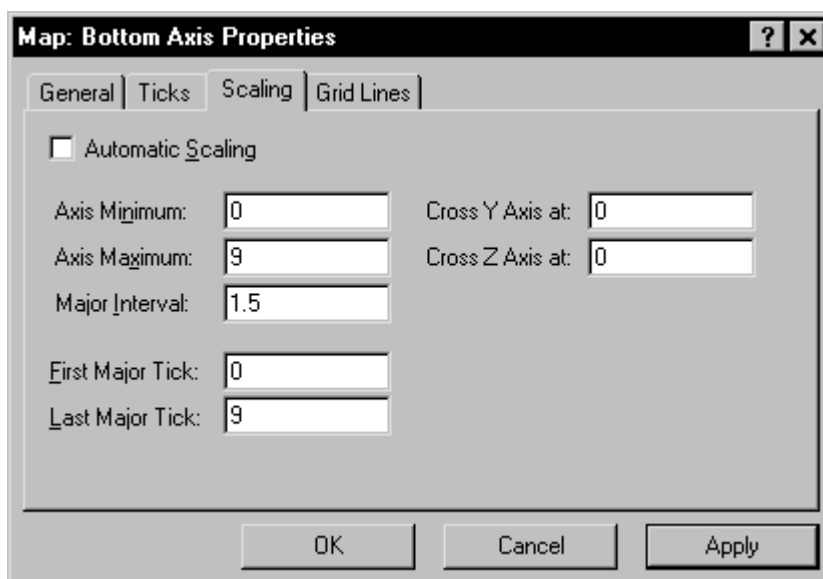 Map: Bottom Axis Properties
General Ticks Scaling Grid Lines
Automatic Scaling
Axis Minimum: 0 Cross Y Axis at: 0
Axis Maximum: 9 Cross Z Axis at: 0
Major Interval: 1.5
First Major Tick: 0
Last Major Tick: 9
OK Cancel Apply